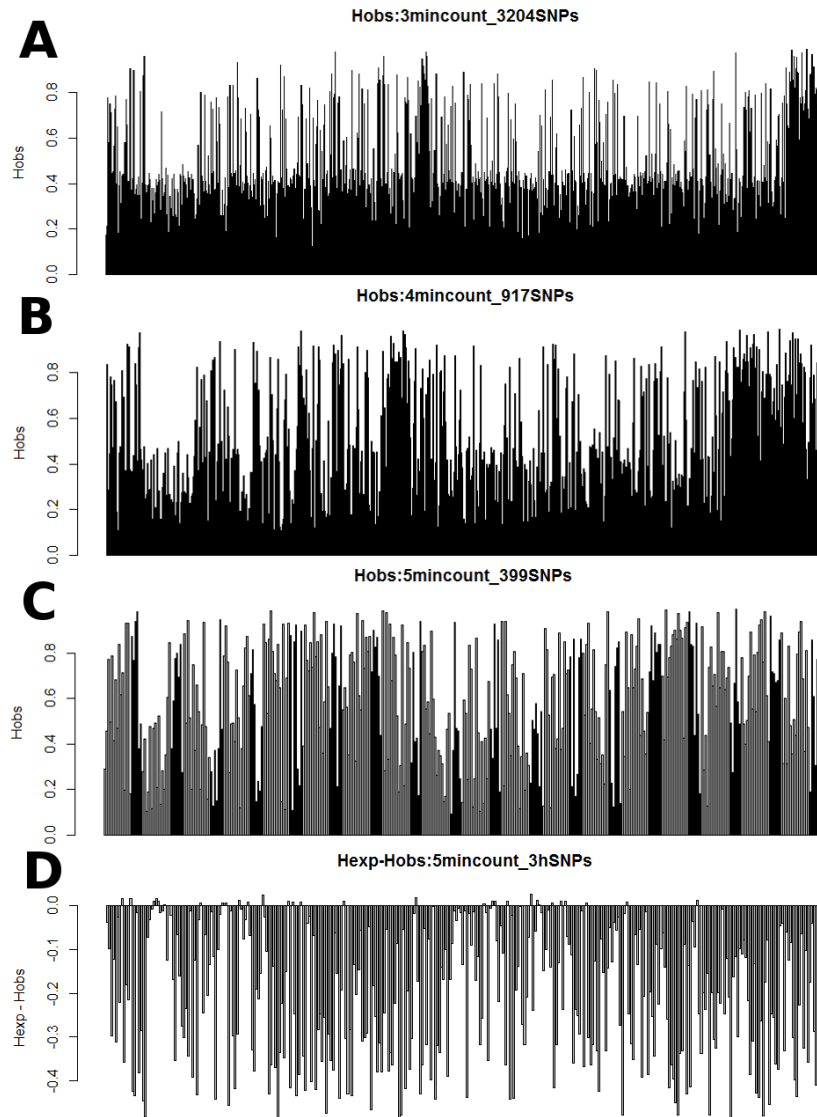 A
Hobs:3mincount_3204SNPs
Hobs
0.0 0.2 0.4 0.6 0.8
B
Hobs:4mincount_917SNPs
Hobs
0.0 0.2 0.4 0.6 0.8
C
Hobs:5mincount_399SNPs
Hobs
0.0 0.2 0.4 0.6 0.8
D
Hexp-Hobs:5mincount_3hSNPs
Hexp - Hobs
-0.4 -0.3 -0.2 -0.1 0.0